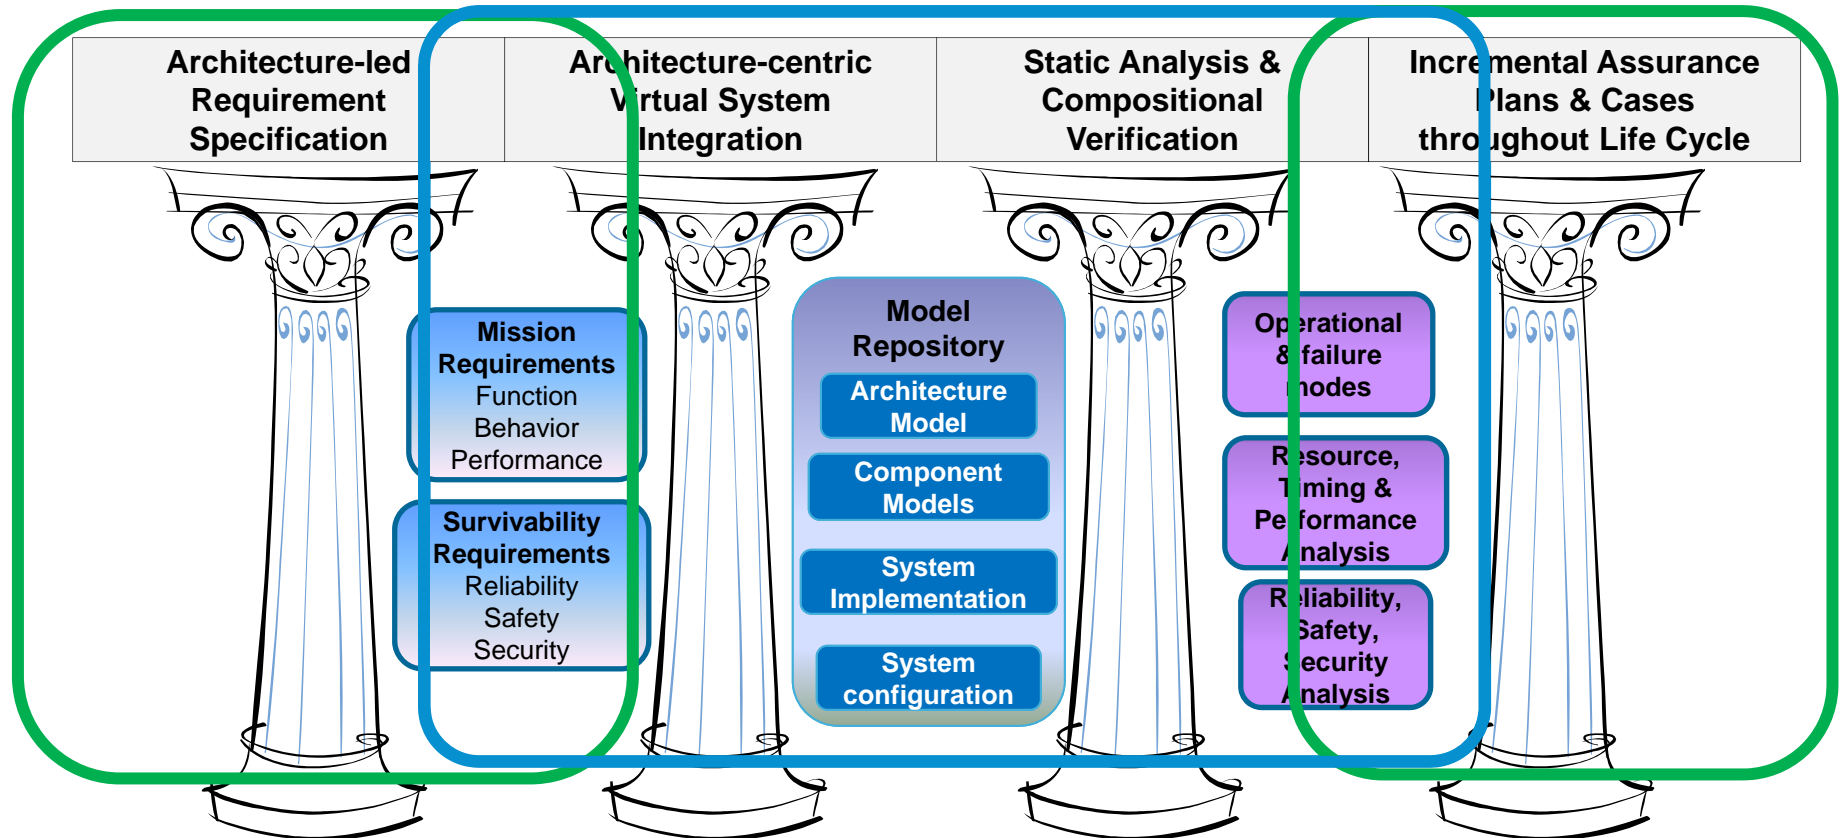 Architecture-led
Requirement
Specification
Architecture-centric
Virtual System
Integration
Static Analysis &
Compositional
Verification
Incremental Assurance
Plans & Cases
throughout Life Cycle
Mission
Requirements
Function
Behavior
Performance
Survivability
Requirements
Reliability
Safety
Security
Model
Repository
Architecture
Model
Component
Models
System
Implementation
System
configuration
Operational
& failure
modes
Resource,
Timing &
Performance
Analysis
Reliability,
Safety,
Security
Analysis